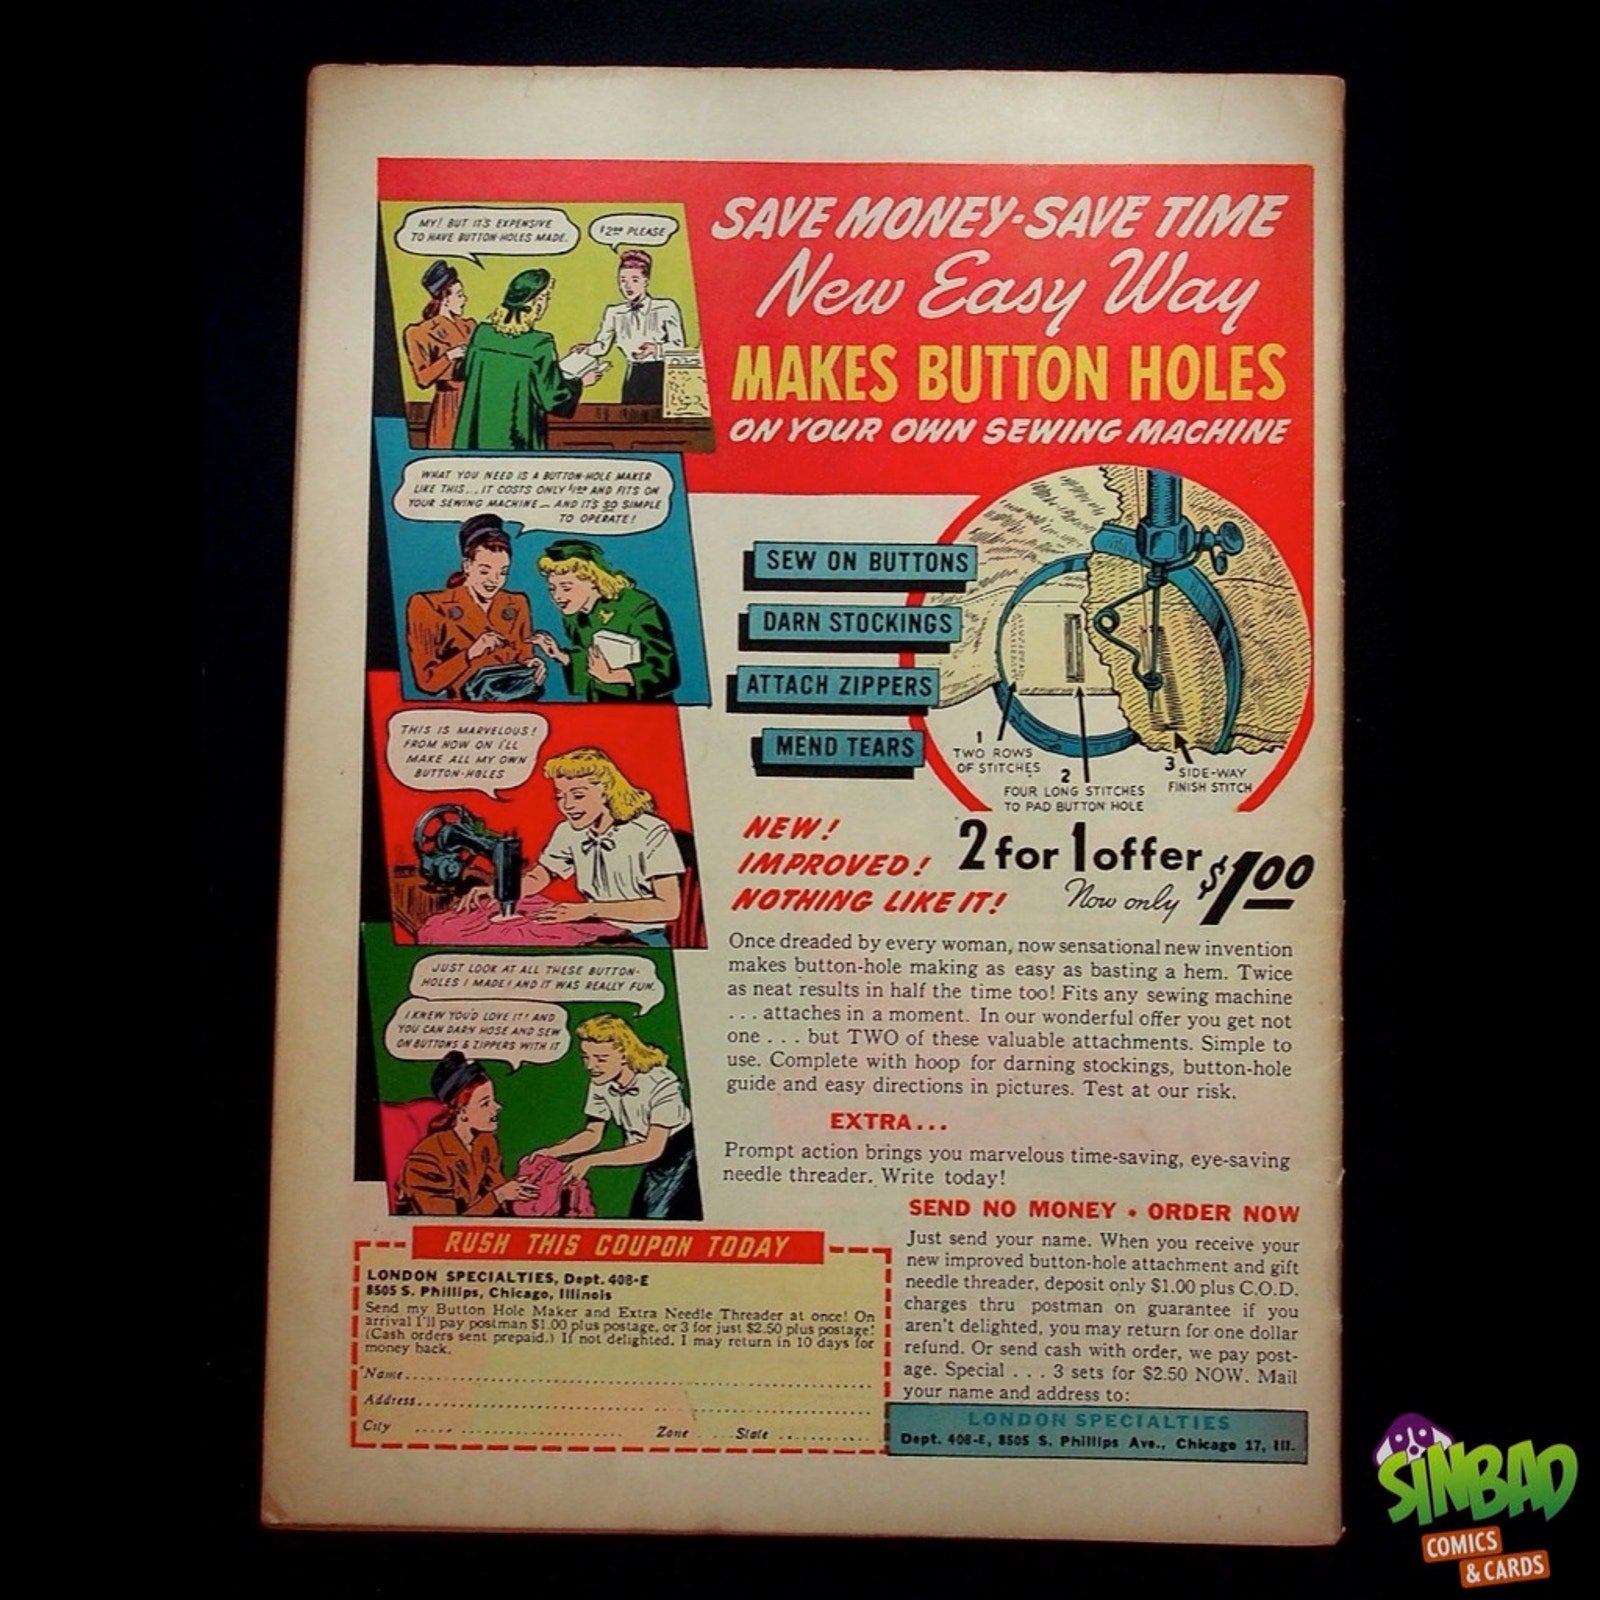 MY! BUT IT'S EXPENSIVE
TO HAVE BUTTON-HOLES MADE.
$2.00 PLEASE
WHAT YOU NEED IS A BUTTON-HOLE MAKER
LIKE THIS... IT COSTS ONLY $1.00 AND FITS ON
YOUR SEWING MACHINE — AND IT'S SO SIMPLE
TO OPERATE!
THIS IS MARVELOUS!
FROM NOW ON I'LL
MAKE ALL MY OWN
BUTTON-HOLES
JUST LOOK AT ALL THESE BUTTON-
HOLES I MADE! AND IT WAS REALLY FUN.
I KNEW YOU'D LOVE IT! AND
YOU CAN DARN HOSE AND SEW
ON BUTTONS & ZIPPERS WITH IT
SAVE MONEY-SAVE TIME
New Easy Way
MAKES BUTTON HOLES
ON YOUR OWN SEWING MACHINE
SEW ON BUTTONS
DARN STOCKINGS
ATTACH ZIPPERS
MEND TEARS
1
TWO ROWS
OF STITCHES
2
FOUR LONG STITCHES
TO PAD BUTTON HOLE
3
SIDE-WAY
FINISH STITCH
NEW!
IMPROVED!
NOTHING LIKE IT!
2 for 1 offer
Now only $1.00
Once dreaded by every woman, now sensational new invention
makes button-hole making as easy as basting a hem. Twice
as neat results in half the time too! Fits any sewing machine
. . . attaches in a moment. In our wonderful offer you get not
one . . . but TWO of these valuable attachments. Simple to
use. Complete with hoop for darning stockings, button-hole
guide and easy directions in pictures. Test at our risk.
EXTRA...
Prompt action brings you marvelous time-saving, eye-saving
needle threader. Write today!
SEND NO MONEY • ORDER NOW
Just send your name. When you receive your
new improved button-hole attachment and gift
needle threader, deposit only $1.00 plus C.O.D.
charges thru postman on guarantee if you
aren't delighted, you may return for one dollar
refund. Or send cash with order, we pay post-
age. Special . . . 3 sets for $2.50 NOW. Mail
your name and address to:
LONDON SPECIALTIES
Dept. 408-E, 8505 S. Phillips Ave., Chicago 17, Ill.
RUSH THIS COUPON TODAY
LONDON SPECIALTIES, Dept. 408-E
8505 S. Phillips, Chicago, Illinois
Send my Button Hole Maker and Extra Needle Threader at once! On
arrival I'll pay postman $1.00 plus postage, or 3 for just $2.50 plus postage.
(Cash orders sent prepaid.) If not delighted, I may return in 10 days for
money back.
Name
Address
City Zone State
SINBAD
COMICS
& CARDS